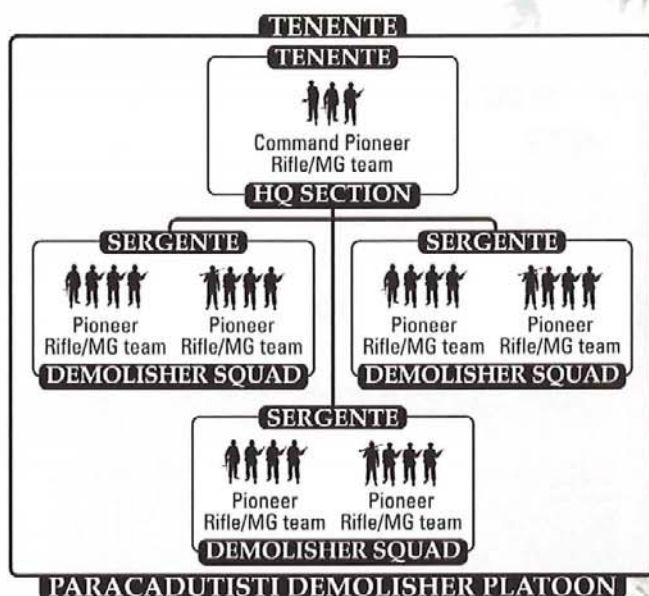 TENENTE
TENENTE
Command Pioneer
Rifle/MG team
HQ SECTION
SERGENTE
Pioneer
Rifle/MG team
Pioneer
Rifle/MG team
DEMOLISHER SQUAD
SERGENTE
Pioneer
Rifle/MG team
Pioneer
Rifle/MG team
DEMOLISHER SQUAD
SERGENTE
Pioneer
Rifle/MG team
Pioneer
Rifle/MG team
DEMOLISHER SQUAD
PARACADUTISTI DEMOLISHER PLATOON